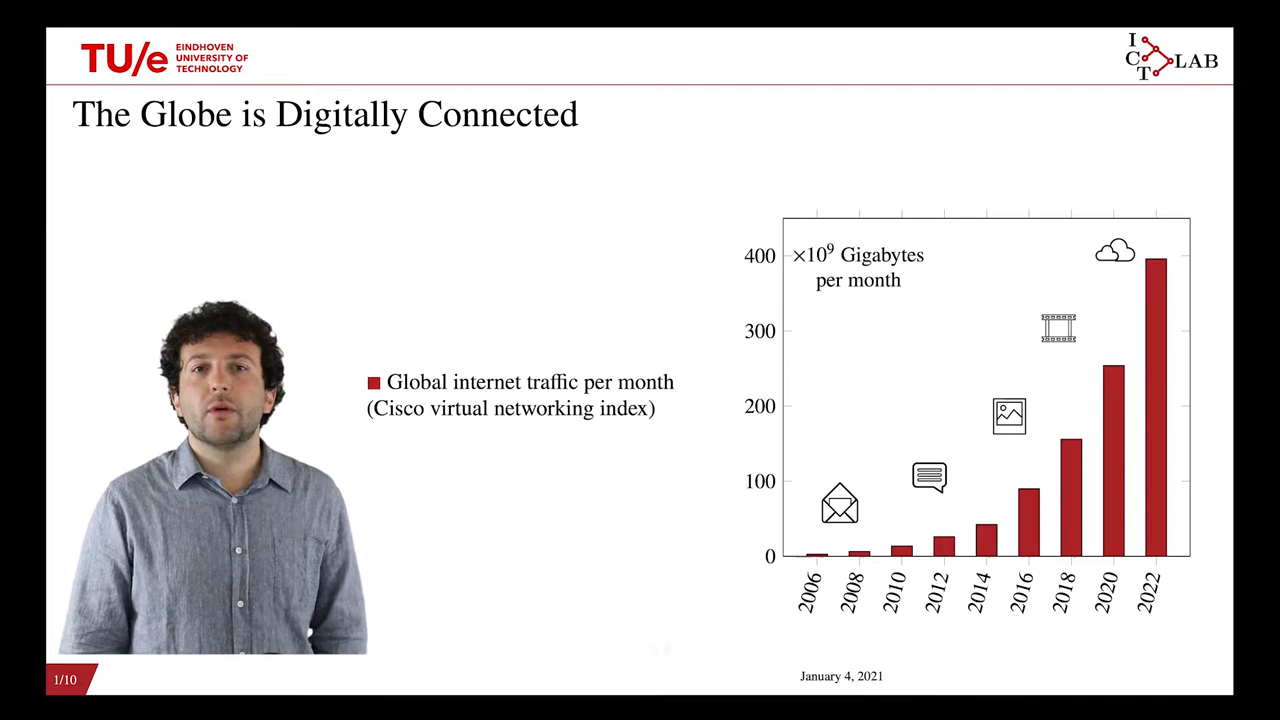 TU/e EINDHOVEN
UNIVERSITY OF
TECHNOLOGY
I
C
T LAB
The Globe is Digitally Connected
Global internet traffic per month
(Cisco virtual networking index)
×10⁹ Gigabytes
per month
400
300
200
100
0
2006 2008 2010 2012 2014 2016 2018 2020 2022
1/10
January 4, 2021